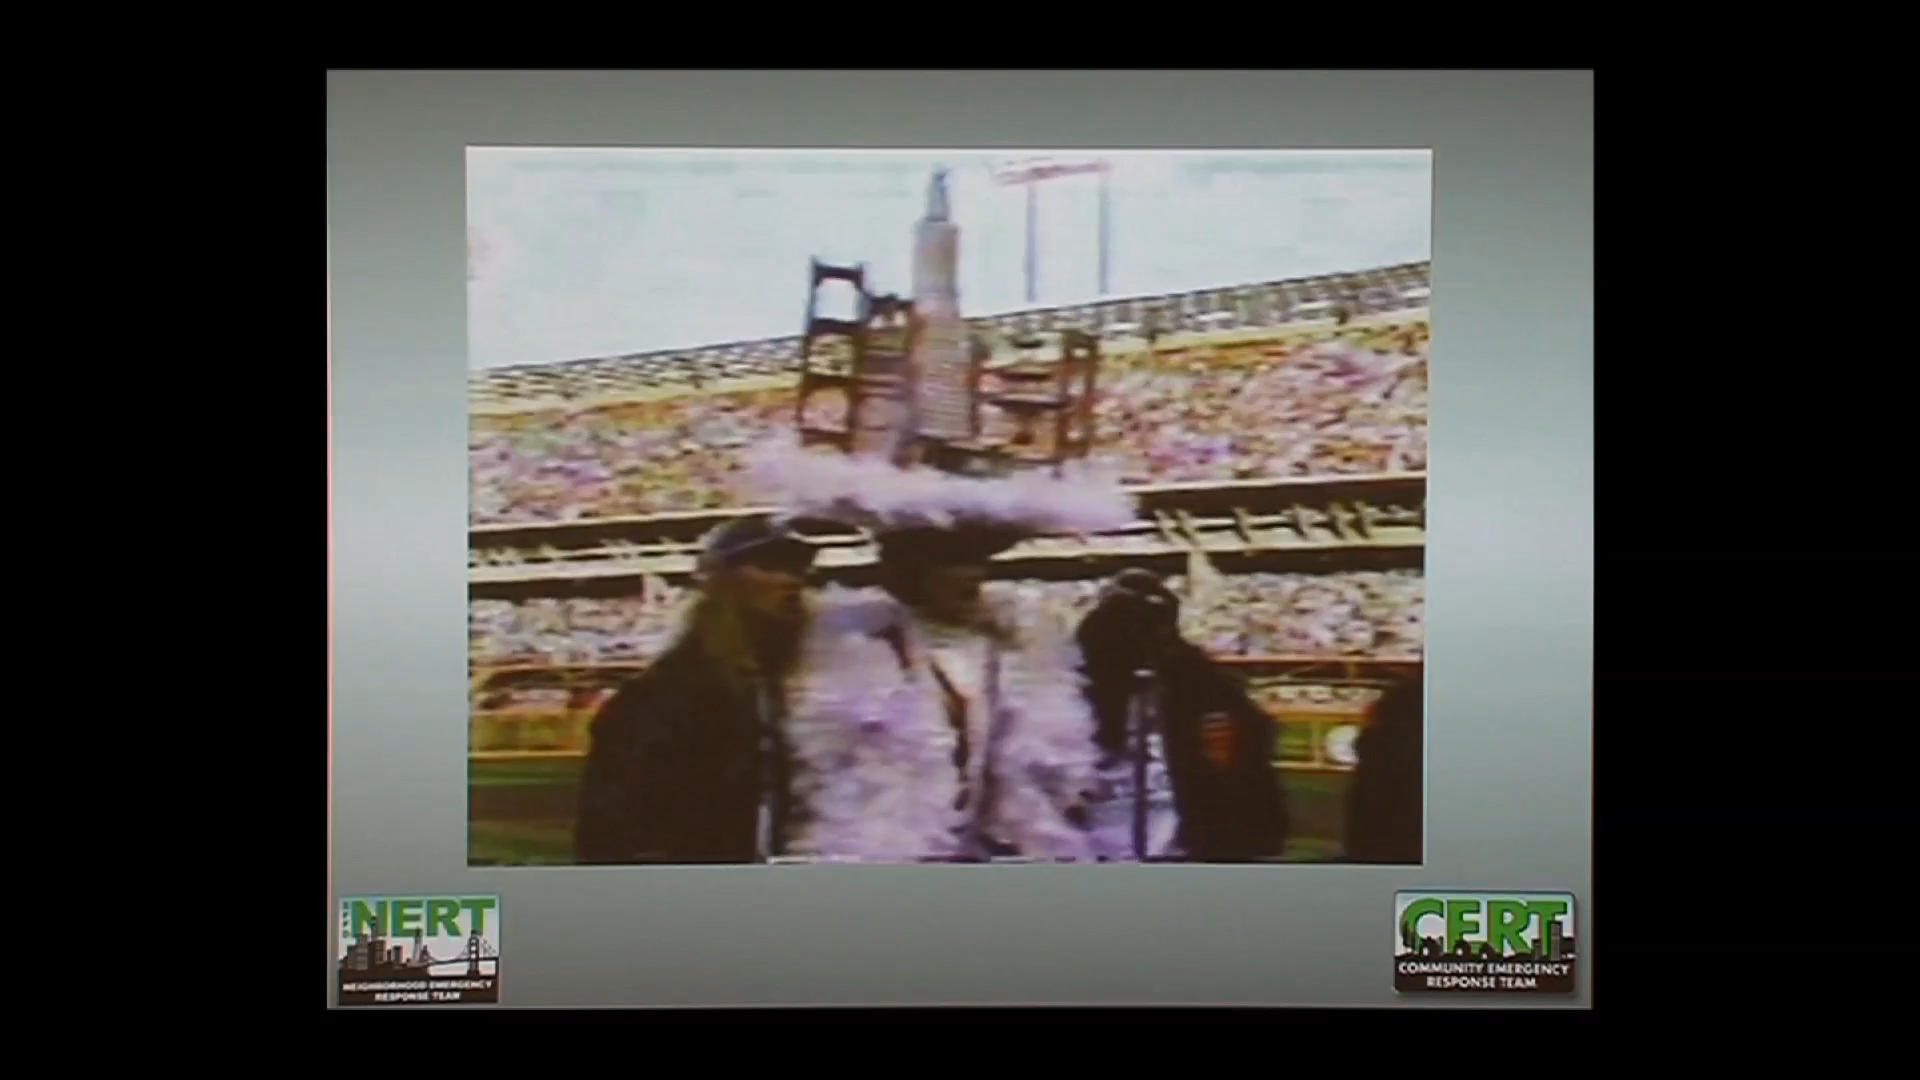 NERT
NEIGHBORHOOD EMERGENCY
RESPONSE TEAM
CERT
COMMUNITY EMERGENCY
RESPONSE TEAM